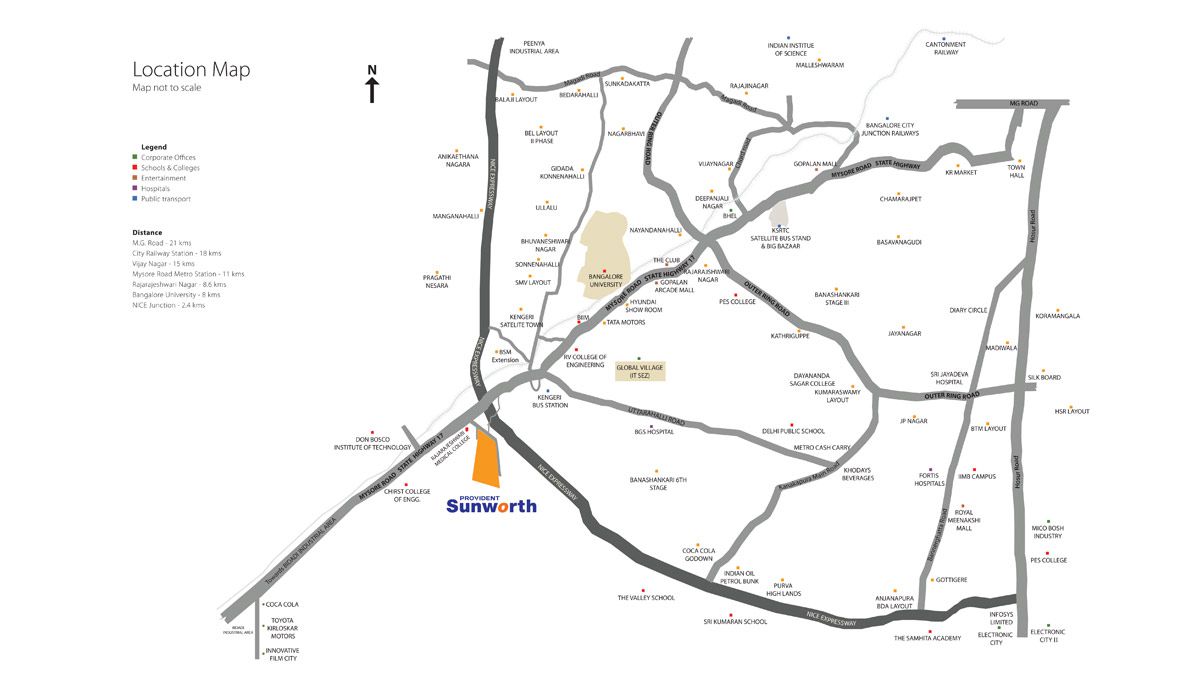 Location Map
Map not to scale
N
Legend
Corporate Offices
Schools & Colleges
Entertainment
Hospitals
Public transport
Distance
M.G. Road - 21 kms
City Railway Station - 18 kms
Vijay Nagar - 15 kms
Mysore Road Metro Station - 11 kms
Rajarajeshwari Nagar - 8.6 kms
Bangalore University - 8 kms
NICE Junction - 2.4 kms
PEENYA
INDUSTRIAL AREA
INDIAN INSTITUE
OF SCIENCE
MALLESHWARAM
CANTONMENT
RAILWAY
Magadi Road
SUNKADAKATTA
BALAJI LAYOUT
BEDARAHALLI
RAJAJINAGAR
Magadi Road
MG ROAD
BEL LAYOUT
II PHASE
NAGARBHAVI
OUTER RING ROAD
BANGALORE CITY
JUNCTION RAILWAYS
ANIKAETHANA
NAGARA
NICE EXPRESSWAY
GIDADA
KONNENAHALLI
VIJAYNAGAR
Chord road
GOPALAN MALL
MYSORE ROAD STATE HIGHWAY
KR MARKET
TOWN
HALL
MANGANAHALLI
ULLALU
DEEPANJALI
NAGAR
BHEL
CHAMARAJPET
NAYANDANAHALLI
KSRTC
SATELLITE BUS STAND
& BIG BAZAAR
BASAVANAGUDI
Hosur Road
BHUVANESHWARI
NAGAR
SONNENAHALLI
SMV LAYOUT
BANGALORE
UNIVERSITY
THE CLUB
MYSORE ROAD STATE HIGHWAY 17
RAJARAJSHWARI
NAGAR
GOPALAN
ARCADE MALL
PRAGATHI
NESARA
OUTER RING ROAD
PES COLLEGE
BANASHANKARI
STAGE III
HYUNDAI
SHOW ROOM
BIIM
TATA MOTORS
KENGERI
SATELITE TOWN
KATHRIGUPPE
JAYANAGAR
DIARY CIRCLE
KORAMANGALA
NICE EXPRESSWAY
BSM
Extension
RV COLLEGE OF
ENGINEERING
GLOBAL VILLAGE
(IT SEZ)
MADIWALA
DAYANANDA
SAGAR COLLEGE
KUMARASWAMY
LAYOUT
SRI JAYADEVA
HOSPITAL
SILK BOARD
OUTER RING ROAD
KENGERI
BUS STATION
UTTARAHALLI ROAD
HSR LAYOUT
JP NAGAR
BTM LAYOUT
BGS HOSPITAL
DELHI PUBLIC SCHOOL
DON BOSCO
INSTITUTE OF TECHNOLOGY
RAJARAJESHWARI
MEDICAL COLLEGE
METRO CASH CARRY
MYSORE ROAD STATE HIGHWAY 17
NICE EXPRESSWAY
BANASHANKARI 6TH
STAGE
Kanakapura Main Road
KHODAYS
BEVERAGES
FORTIS
HOSPITALS
IIMB CAMPUS
Hosur Road
CHIRST COLLEGE
OF ENGG.
PROVIDENT
Sunworth
ROYAL
MEENAKSHI
MALL
Bannerghatta Road
MICO BOSH
INDUSTRY
COCA COLA
GODOWN
Towards BIDADI INDUSTRIAL AREA
PES COLLEGE
INDIAN OIL
PETROL BUNK
PURVA
HIGH LANDS
GOTTIGERE
THE VALLEY SCHOOL
ANJANAPURA
BDA LAYOUT
COCA COLA
SRI KUMARAN SCHOOL
NICE EXPRESSWAY
INFOSYS
LIMITED
BIDADI
INDUSTRIAL AREA
TOYOTA
KIRLOSKAR
MOTORS
THE SAMHITA ACADEMY
ELECTRONIC
CITY
ELECTRONIC
CITY II
INNOVATIVE
FILM CITY